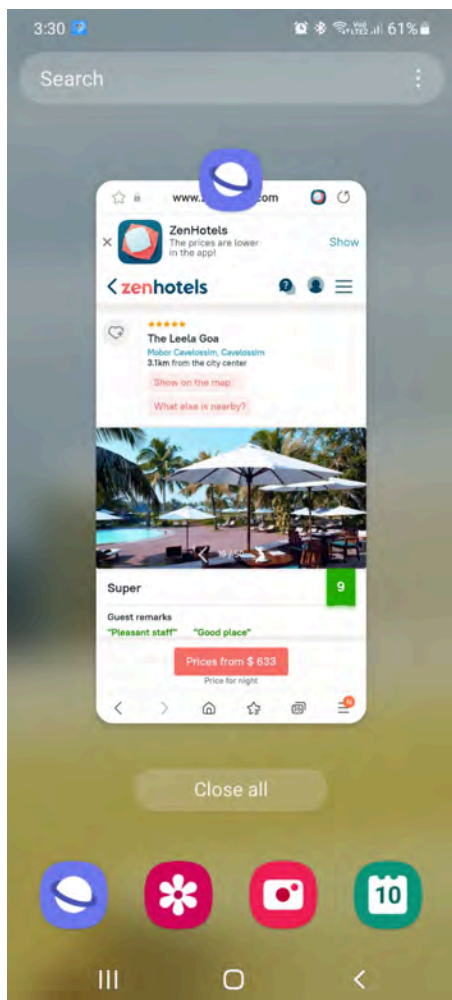 3:30
61%
Search
www.
com
ZenHotels
The prices are lower
in the app!
Show
zenhotels
The Leela Goa
Mobor Cavelossim, Cavelossim
3.1km from the city center
Show on the map
What else is nearby?
Super
9
Guest remarks
"Pleasant staff" "Good place"
Prices from $ 633
Price for night
Close all
10